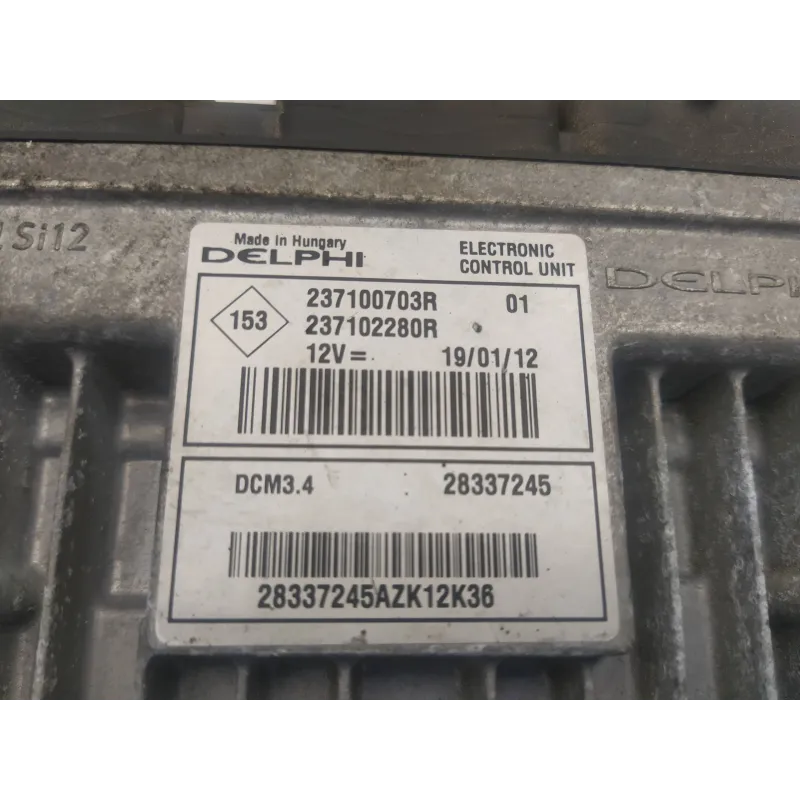 Si12
Made in Hungary
DELPHI
ELECTRONIC
CONTROL UNIT
DELPHI
153
237100703R 01
237102280R
12V= 19/01/12
DCM3.4 28337245
28337245AZK12K36